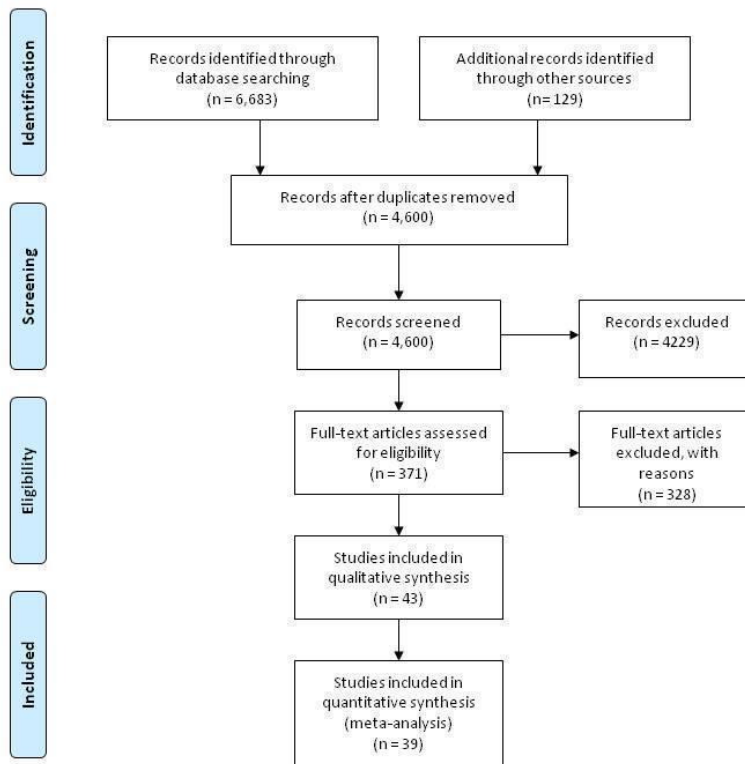 Identification
Records identified through
database searching
(n = 6,683)
Additional records identified
through other sources
(n = 129)
Records after duplicates removed
(n = 4,600)
Screening
Records screened
(n = 4,600)
Records excluded
(n = 4229)
Eligibility
Full-text articles assessed
for eligibility
(n = 371)
Full-text articles
excluded, with
reasons
(n = 328)
Studies included in
qualitative synthesis
(n = 43)
Included
Studies included in
quantitative synthesis
(meta-analysis)
(n = 39)